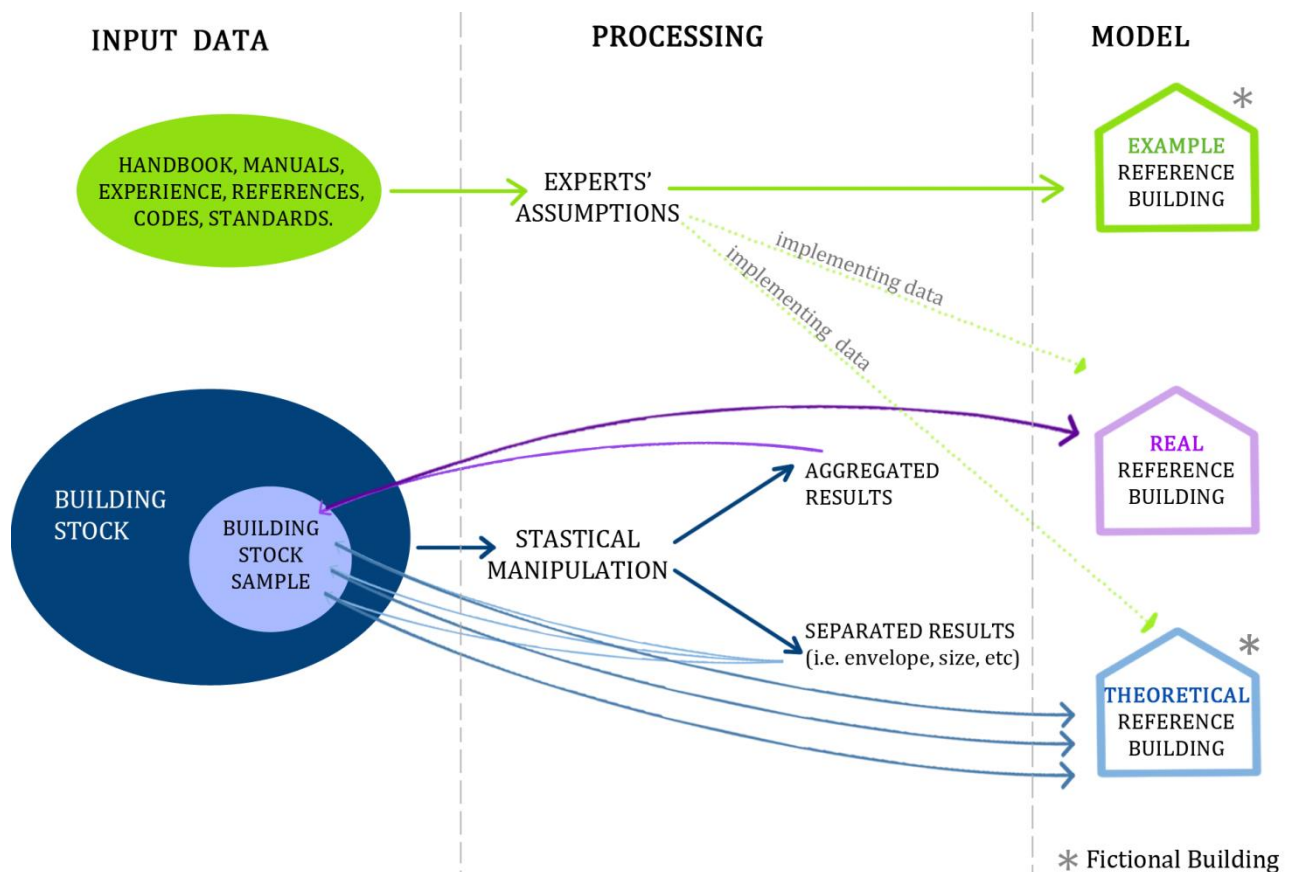 INPUT DATA
PROCESSING
MODEL
HANDBOOK, MANUALS,
EXPERIENCE, REFERENCES,
CODES, STANDARDS.
EXPERTS'
ASSUMPTIONS
*
EXAMPLE
REFERENCE
BUILDING
implementing data
implementing data
BUILDING
STOCK
BUILDING
STOCK
SAMPLE
STASTICAL
MANIPULATION
AGGREGATED
RESULTS
SEPARATED RESULTS
(i.e. envelope, size, etc)
REAL
REFERENCE
BUILDING
*
THEORETICAL
REFERENCE
BUILDING
* Fictional Building